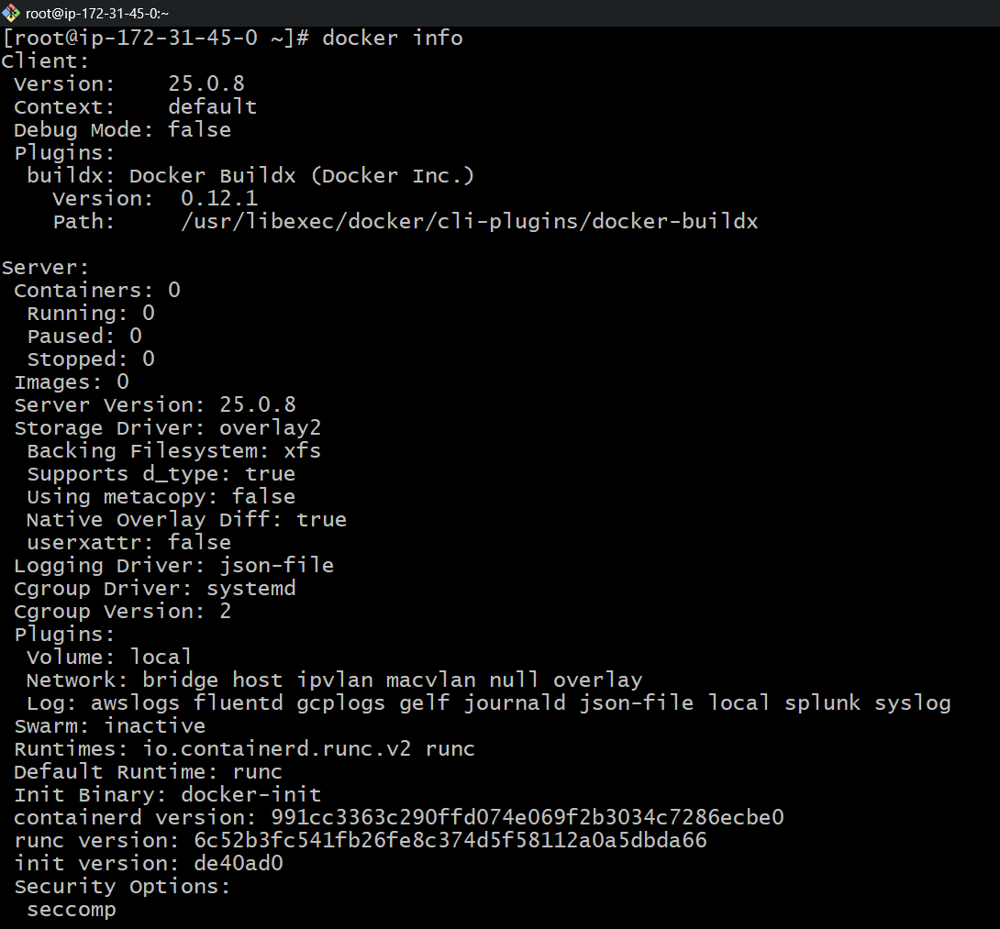 root@ip-172-31-45-0:~
[root@ip-172-31-45-0 ~]# docker info
Client:
 Version:    25.0.8
 Context:    default
 Debug Mode: false
 Plugins:
  buildx: Docker Buildx (Docker Inc.)
    Version:  0.12.1
    Path:     /usr/libexec/docker/cli-plugins/docker-buildx

Server:
 Containers: 0
  Running: 0
  Paused: 0
  Stopped: 0
 Images: 0
 Server Version: 25.0.8
 Storage Driver: overlay2
  Backing Filesystem: xfs
  Supports d_type: true
  Using metacopy: false
  Native Overlay Diff: true
  userxattr: false
 Logging Driver: json-file
 Cgroup Driver: systemd
 Cgroup Version: 2
 Plugins:
  Volume: local
  Network: bridge host ipvlan macvlan null overlay
  Log: awslogs fluentd gcplogs gelf journald json-file local splunk syslog
 Swarm: inactive
 Runtimes: io.containerd.runc.v2 runc
 Default Runtime: runc
 Init Binary: docker-init
 containerd version: 991cc3363c290ffd074e069f2b3034c7286ecbe0
 runc version: 6c52b3fc541fb26fe8c374d5f58112a0a5dbda66
 init version: de40ad0
 Security Options:
  seccomp